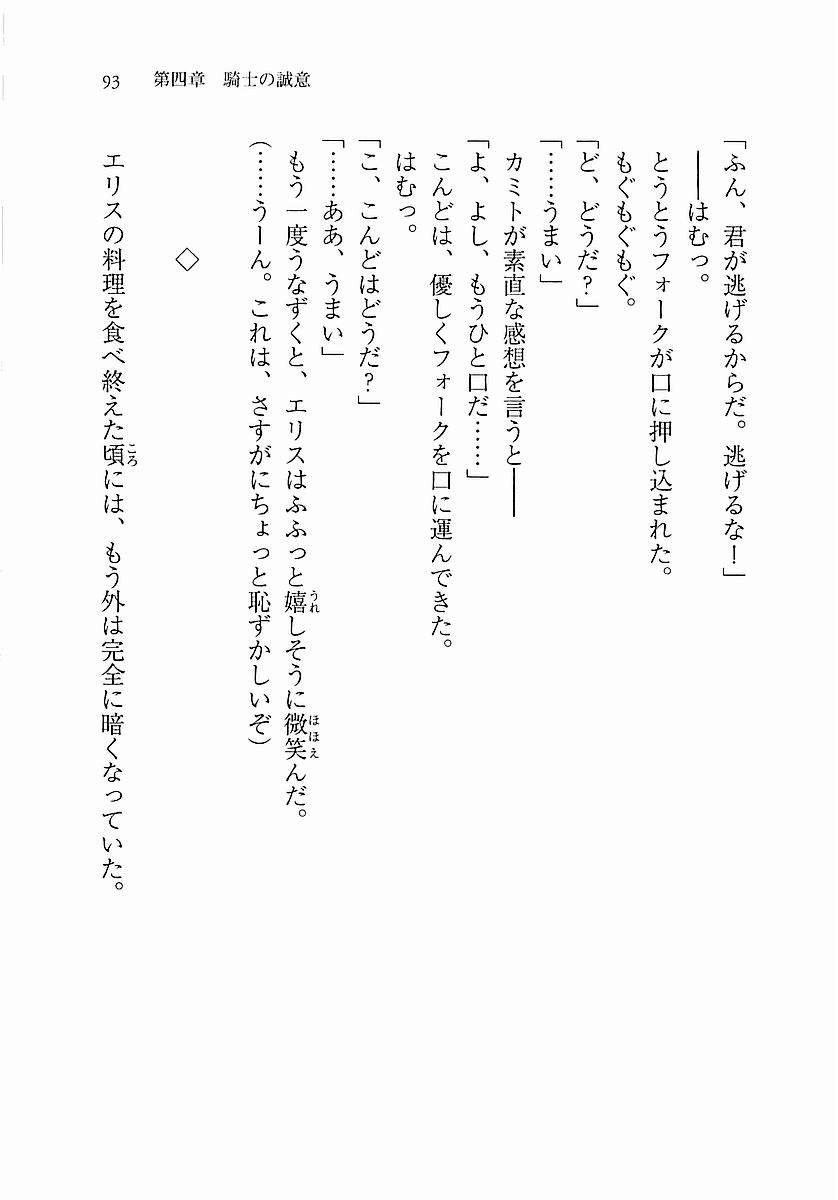 93　第四章　騎士の誠意
「ふん、君が逃げるからだ。逃げるな！」
――はむっ。
とうとうフォークが口に押し込まれた。
もぐもぐもぐ。
「ど、どうだ？」
「……うまい」
カミトが素直な感想を言うと――
「よ、よし、もうひと口だ……」
こんどは、優しくフォークを口に運んできた。
はむっ。
「こ、こんどはどうだ？」
「……ああ、うまい」
もう一度うなずくと、エリスはふふっと嬉しそうに微笑んだ。
（……うーん。これは、さすがにちょっと恥ずかしいぞ）
◇
エリスの料理を食べ終えた頃には、もう外は完全に暗くなっていた。